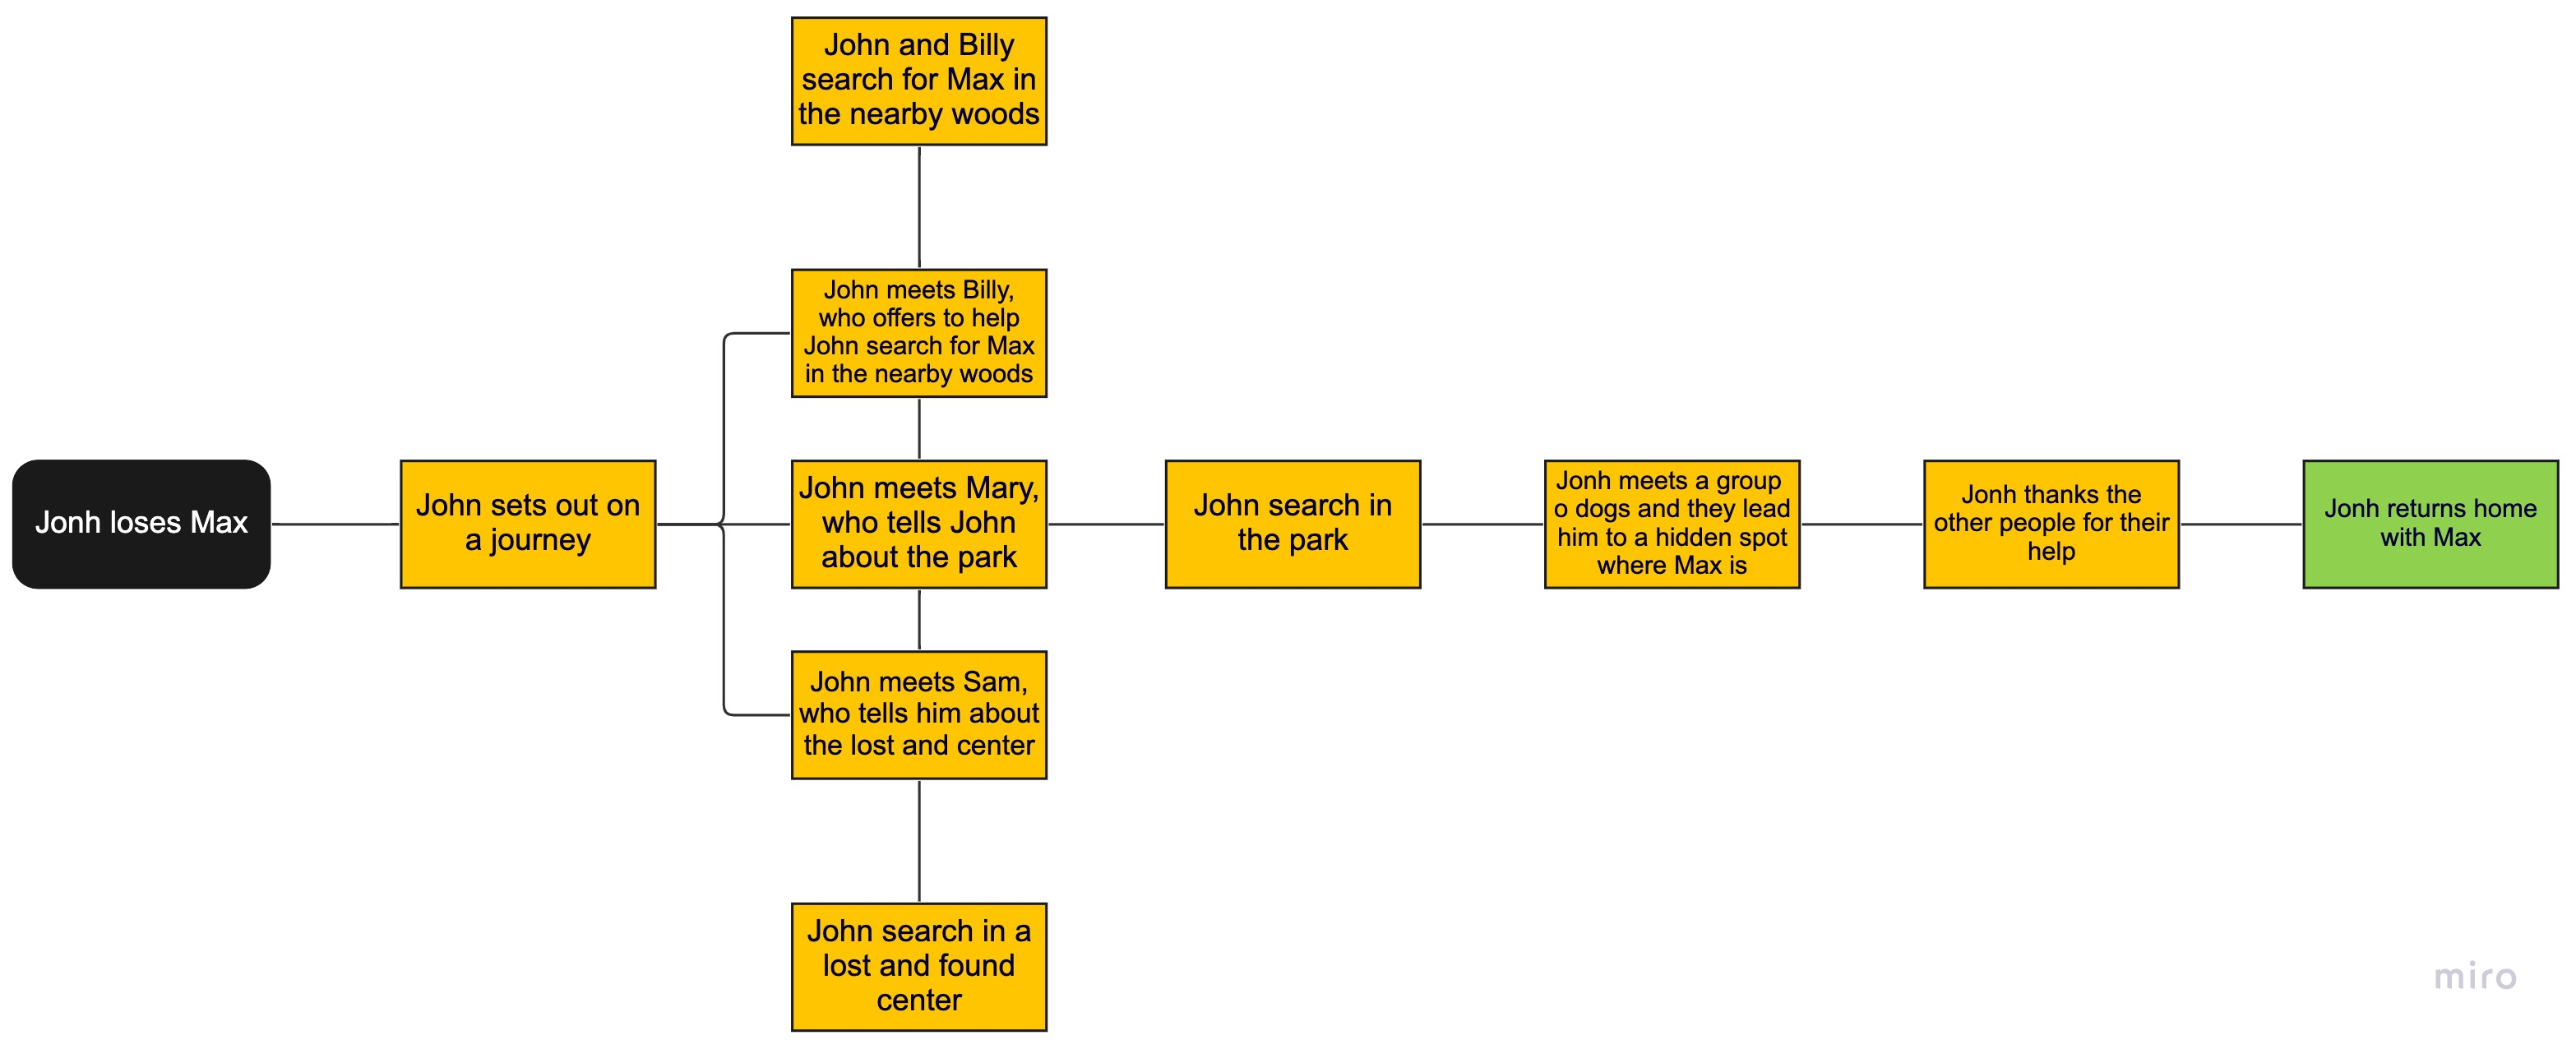 John and Billy
search for Max in
the nearby woods
John meets Billy,
who offers to help
John search for Max
in the nearby woods
Jonh loses Max
John sets out on
a journey
John meets Mary,
who tells John
about the park
John search in
the park
Jonh meets a group
o dogs and they lead
him to a hidden spot
where Max is
Jonh thanks the
other people for their
help
Jonh returns home
with Max
John meets Sam,
who tells him about
the lost and center
John search in a
lost and found
center
miro